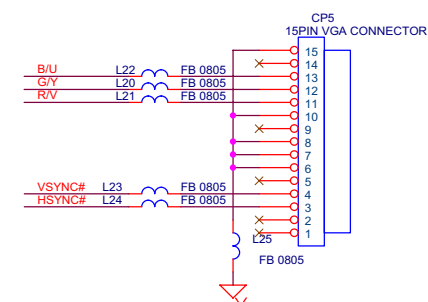 CP5
15PIN VGA CONNECTOR
15
14
B/U L22 FB 0805 13
G/Y L20 FB 0805 12
R/V L21 FB 0805 11
10
9
8
7
6
5
VSYNC# L23 FB 0805 4
HSYNC# L24 FB 0805 3
2
1
L25
FB 0805